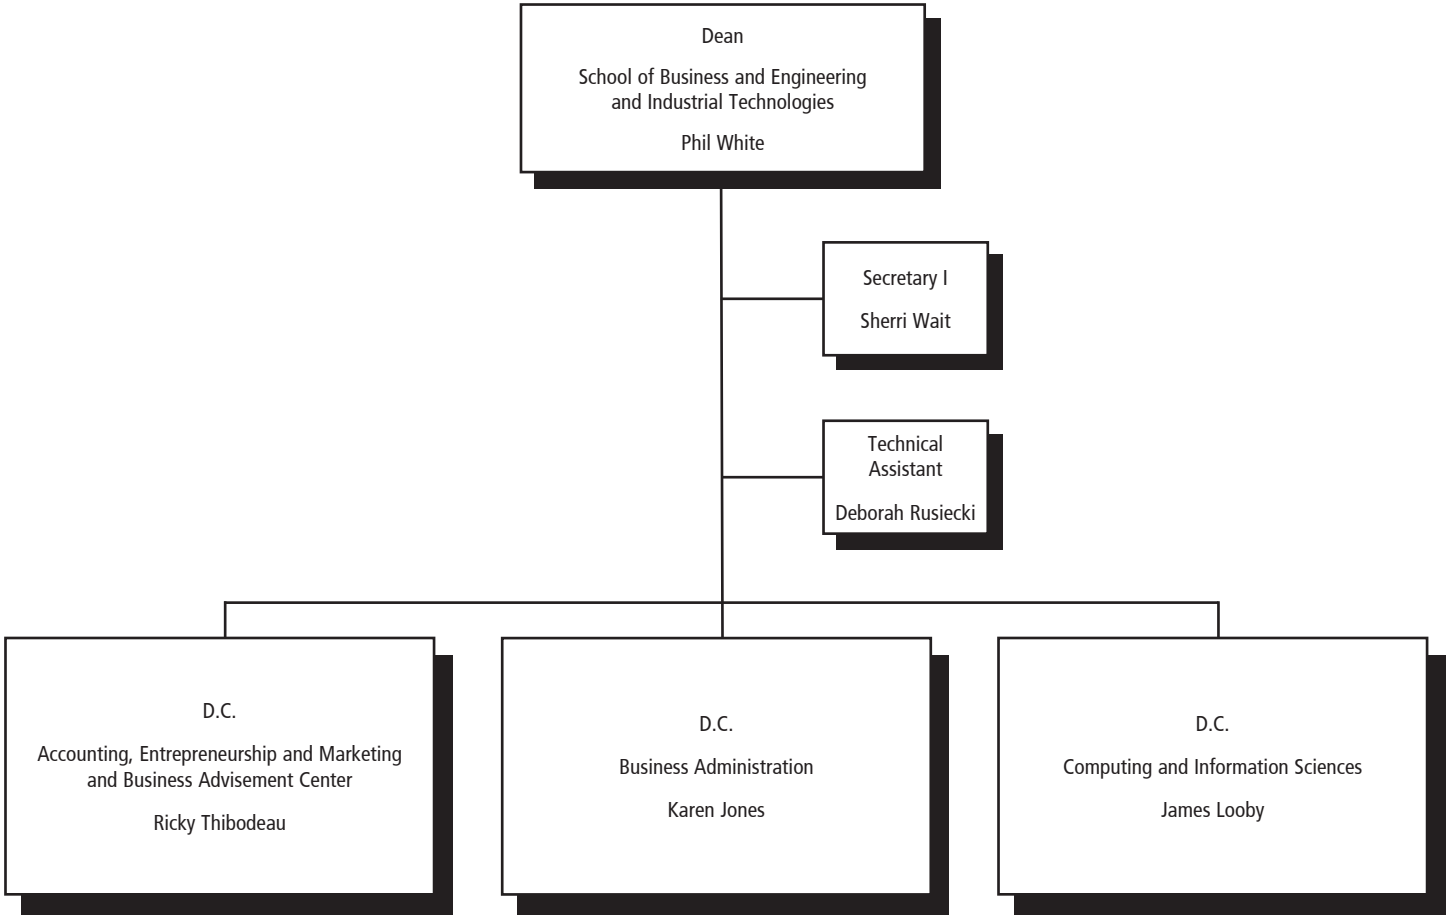 Dean
School of Business and Engineering
and Industrial Technologies
Phil White
Secretary I
Sherri Wait
Technical
Assistant
Deborah Rusiecki
D.C.
Accounting, Entrepreneurship and Marketing
and Business Advisement Center
Ricky Thibodeau
D.C.
Business Administration
Karen Jones
D.C.
Computing and Information Sciences
James Looby